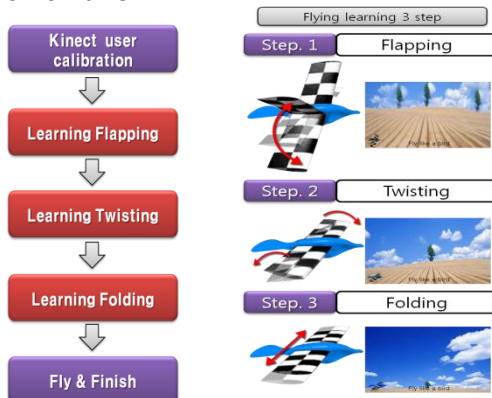 Kinect user
calibration
Learning Flapping
Learning Twisting
Learning Folding
Fly & Finish
Flying learning 3 step
Step. 1
Flapping
Fly like a bird
Step. 2
Twisting
Fly like a bird
Step. 3
Folding
Fly like a bird